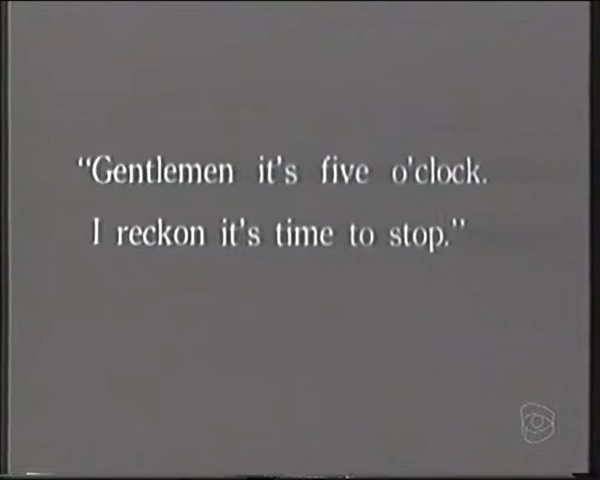 “Gentlemen it's five o'clock.
I reckon it's time to stop.”